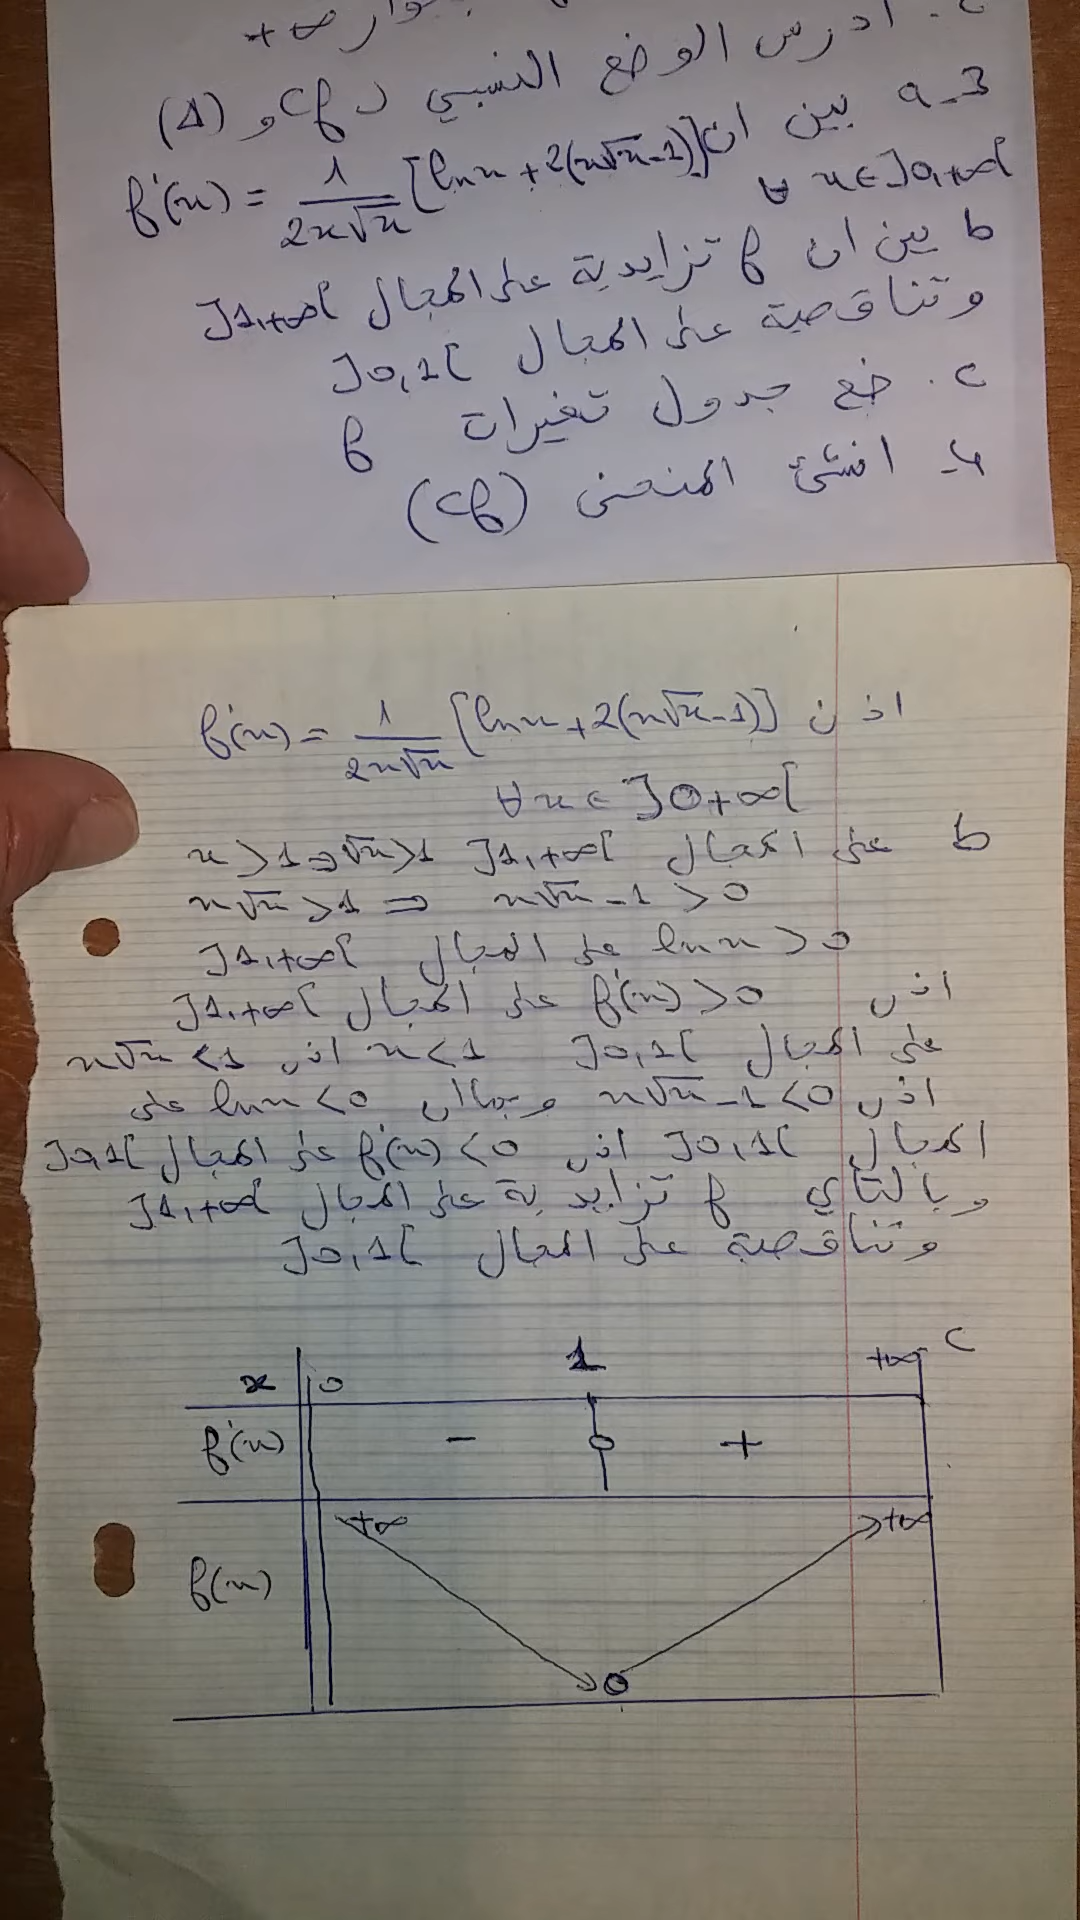 +∞
c. ادرس الوضع النسبي ل Cf و (Δ)
3-a بين ان f'(x) = 1/(2x√x) [ln x + 2(x√x - 1)]
∀ x ∈ ]0,+∞[
b بين ان f تزايدية على المجال ]1,+∞[
وتناقصية على المجال ]0,1[
c. ضع جدول تغيرات f
4- انشئ المنحنى (Cf)
اذن f'(x) = 1/(2x√x) [ln x + 2(x√x - 1)]
∀ x ∈ ]0 +∞[
b على المجال ]1,+∞[ x > 1 ⇒ √x > 1
x√x > 1 ⇒ x√x - 1 > 0
ln x > 0 على المجال ]1,+∞[
اذن f'(x) > 0 على المجال ]1,+∞[
على المجال ]0,1[ x < 1 اذن x√x < 1
اذن x√x - 1 < 0 وبما ان ln x < 0 على
المجال ]0,1[ اذن f'(x) < 0 على المجال ]0,1[
وبالتالي f تزايدية على المجال ]1,+∞[
وتناقصية على المجال ]0,1[
c
x 0 1 +∞
f'(x) - 0 +
f(x) +∞ 0 +∞